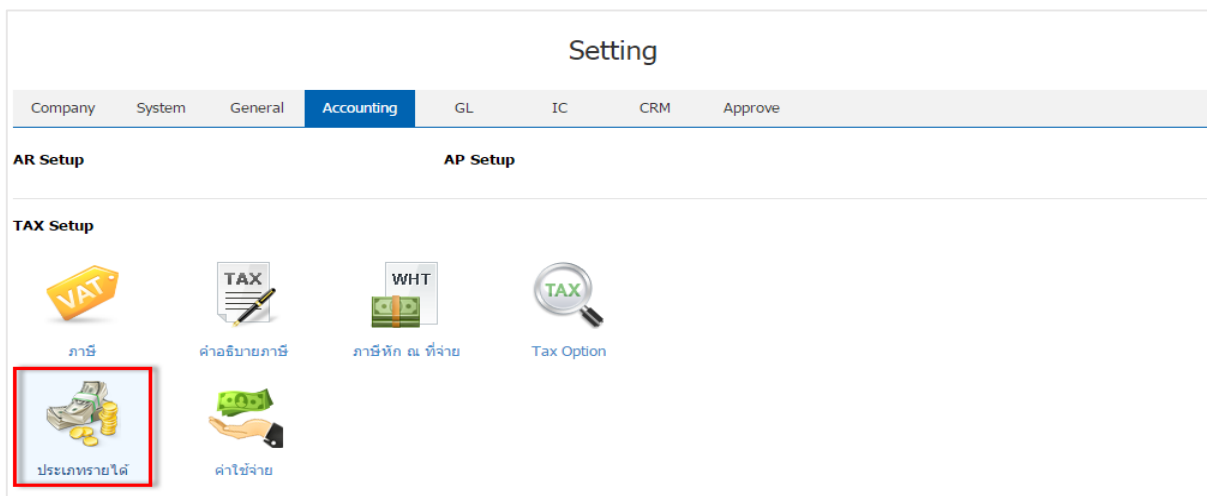 Setting
Company System General Accounting GL IC CRM Approve
AR Setup AP Setup
TAX Setup
VAT TAX WHT TAX
ภาษี คำอธิบายภาษี ภาษีหัก ณ ที่จ่าย Tax Option
ประเภทรายได้ ค่าใช้จ่าย